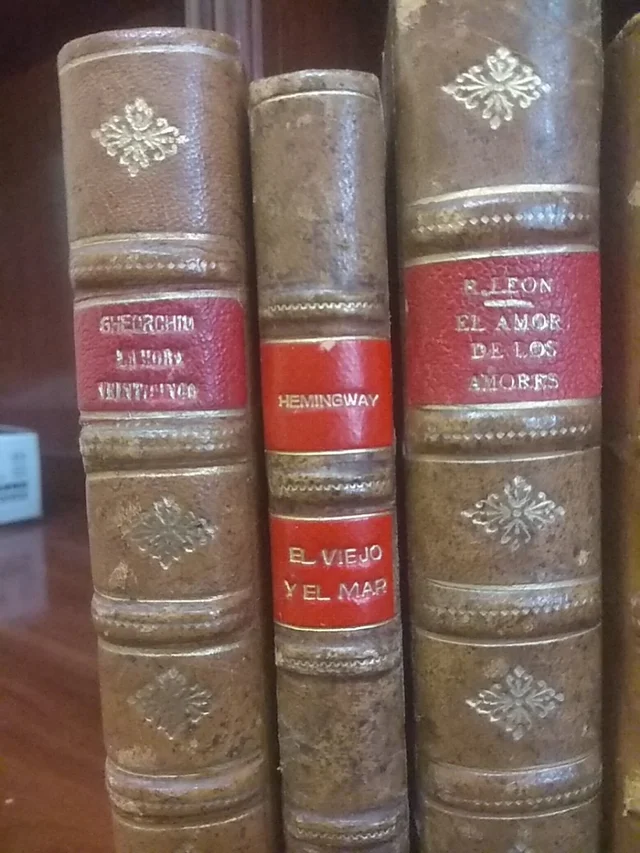 GHEORGHIU
LA HORA
VEINTICINCO
HEMINGWAY
EL VIEJO
Y EL MAR
R. LEON
EL AMOR
DE LOS
AMORES